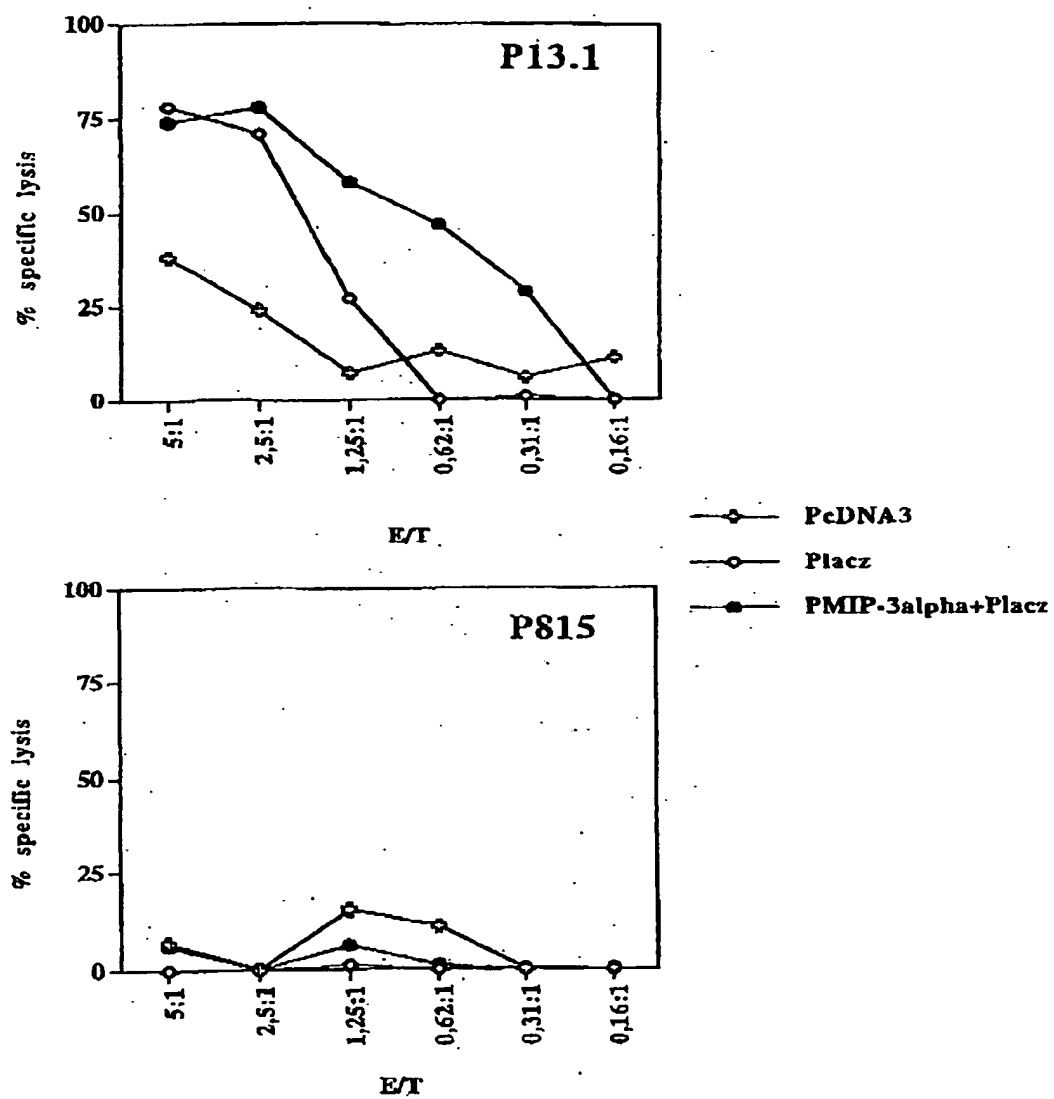 P13.1
100
75
50
25
0
% specific lysis
5:1
2,5:1
1,25:1
0,62:1
0,31:1
0,16:1
E/T
PcDNA3
Placz
PMIP-3alpha+Placz
P815
100
75
50
25
0
% specific lysis
5:1
2,5:1
1,25:1
0,62:1
0,31:1
0,16:1
E/T